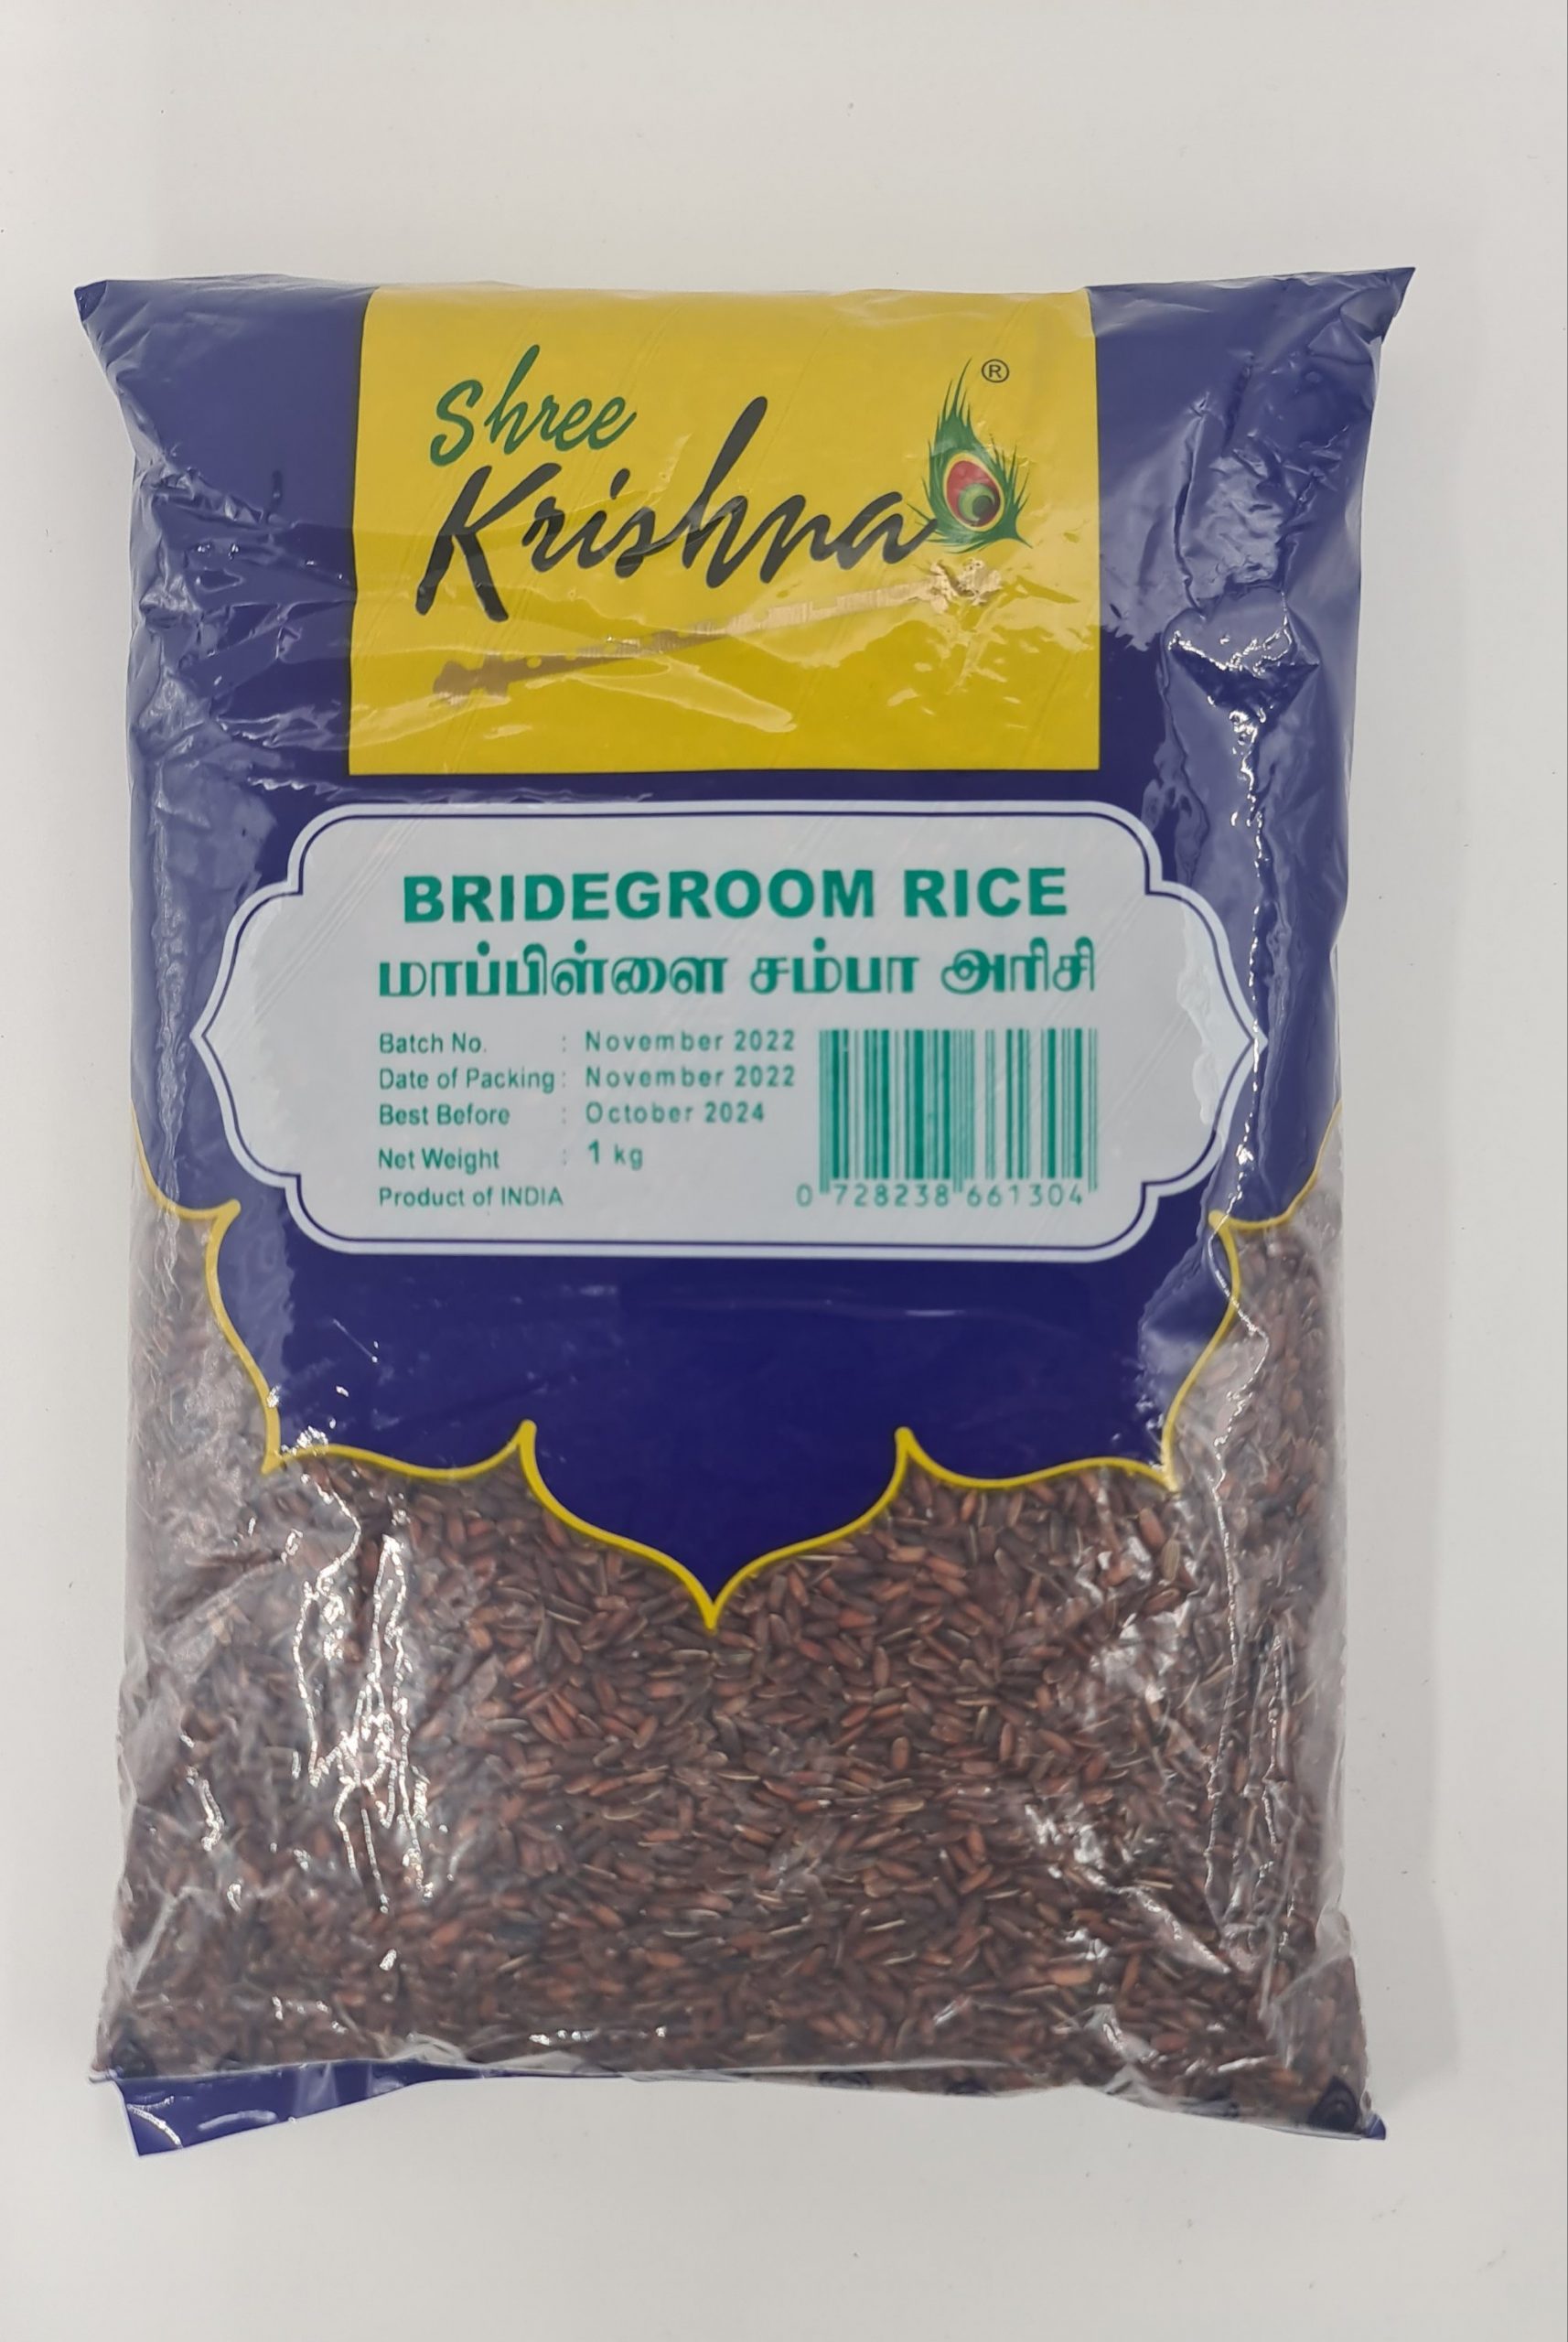 Shree
Krishna ®
BRIDEGROOM RICE
மாப்பிள்ளை சம்பா அரிசி
Batch No. : November 2022
Date of Packing : November 2022
Best Before : October 2024
Net Weight : 1 kg
Product of INDIA
0 728238 661304